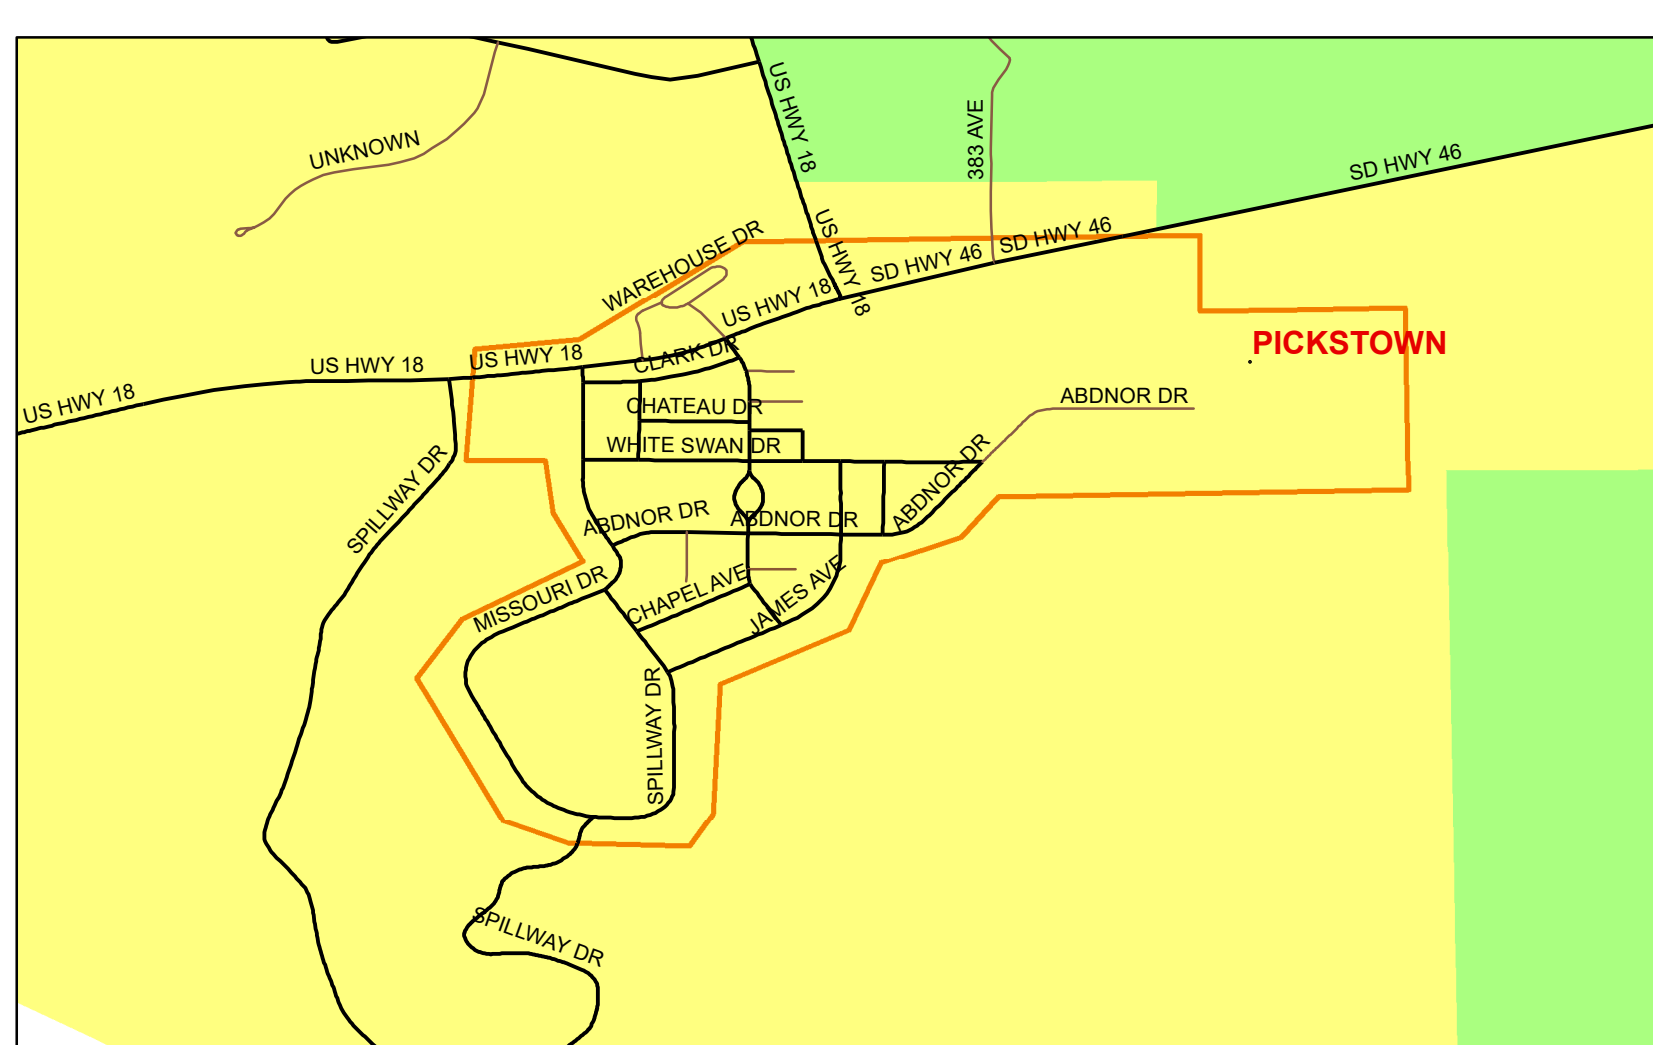 US HWY 18
383 AVE
UNKNOWN
SD HWY 46
US HWY 18
WAREHOUSE DR
SD HWY 46
SD HWY 46
US HWY 18
PICKSTOWN
CLARK DR
US HWY 18
US HWY 18
US HWY 18
ABDNOR DR
CHATEAU DR
WHITE SWAN DR
ABDNOR DR
SPILLWAY DR
ABDNOR DR
ABDNOR DR
MISSOURI DR
CHAPEL AVE
JAMES AVE
SPILLWAY DR
SPILLWAY DR